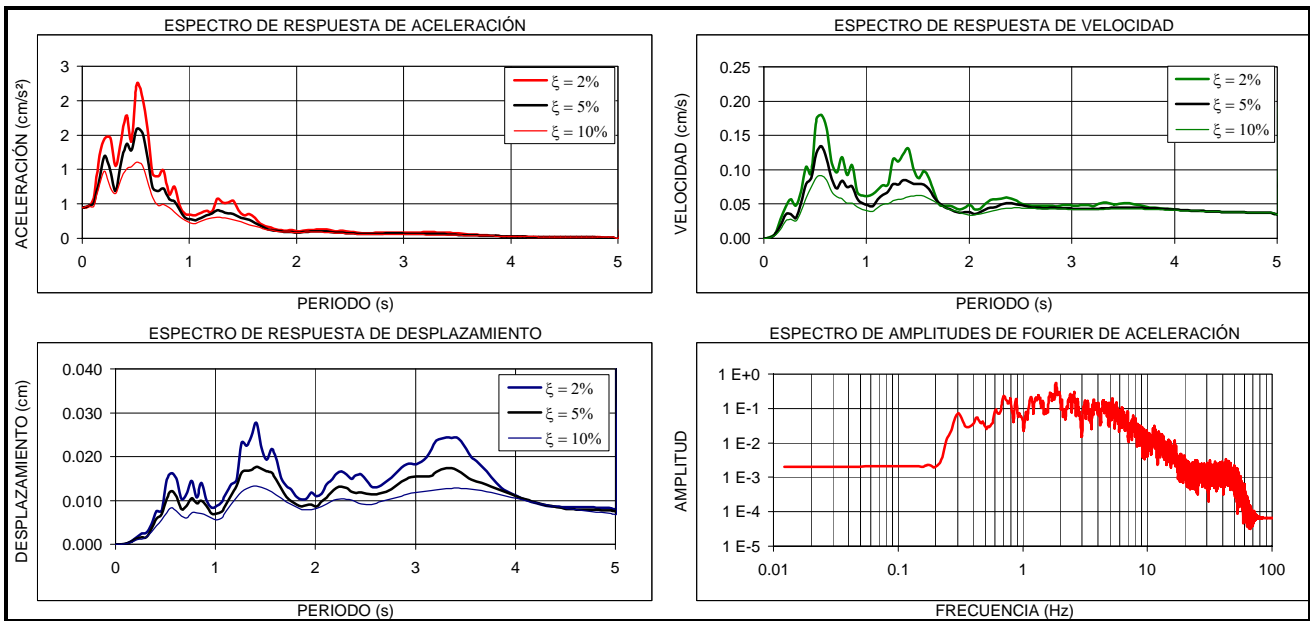 ESPECTRO DE RESPUESTA DE ACELERACIÓN
ACELERACIÓN (cm/s²)
3
2
2
1
1
0
0 1 2 3 4 5
PERIODO (s)
ξ = 2%
ξ = 5%
ξ = 10%
ESPECTRO DE RESPUESTA DE VELOCIDAD
VELOCIDAD (cm/s)
0.25
0.20
0.15
0.10
0.05
0.00
0 1 2 3 4 5
PERIODO (s)
ξ = 2%
ξ = 5%
ξ = 10%
ESPECTRO DE RESPUESTA DE DESPLAZAMIENTO
DESPLAZAMIENTO (cm)
0.040
0.030
0.020
0.010
0.000
0 1 2 3 4 5
PERIODO (s)
ξ = 2%
ξ = 5%
ξ = 10%
ESPECTRO DE AMPLITUDES DE FOURIER DE ACELERACIÓN
AMPLITUD
1 E+0
1 E-1
1 E-2
1 E-3
1 E-4
1 E-5
0.01 0.1 1 10 100
FRECUENCIA (Hz)